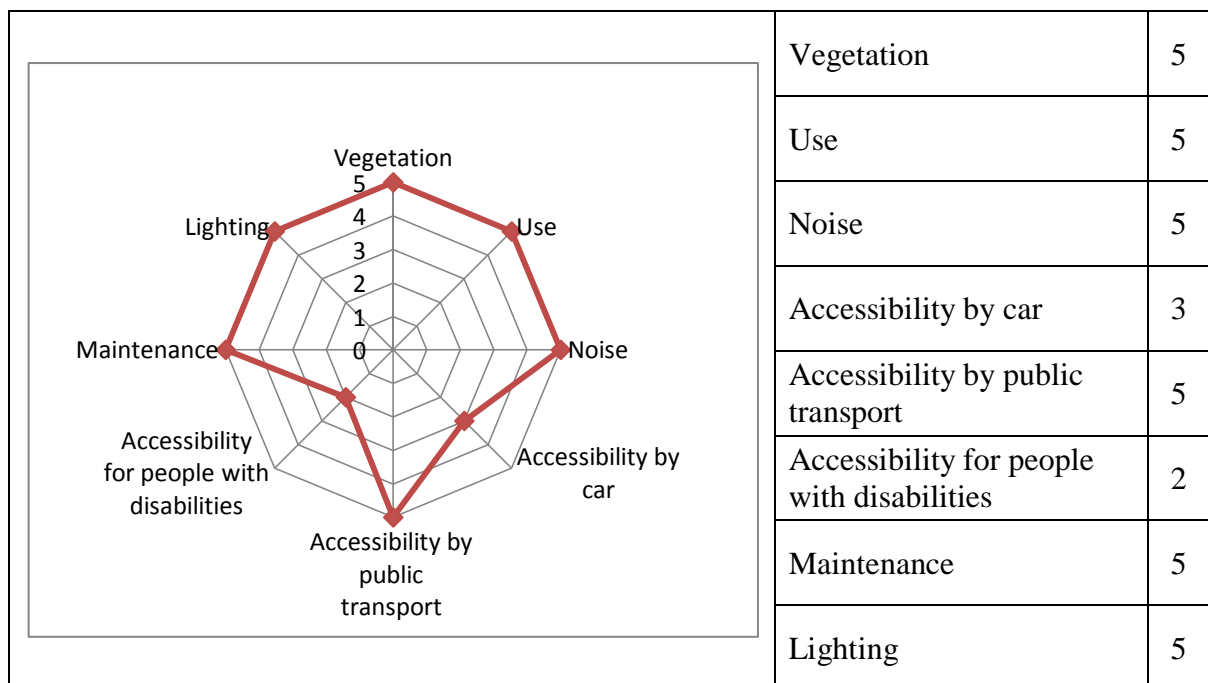 Vegetation
5
4
3
2
1
0
Lighting
Use
Maintenance
Noise
Accessibility
for people with
disabilities
Accessibility by
car
Accessibility by
public
transport
Vegetation 5
Use 5
Noise 5
Accessibility by car 3
Accessibility by public
transport 5
Accessibility for people
with disabilities 2
Maintenance 5
Lighting 5